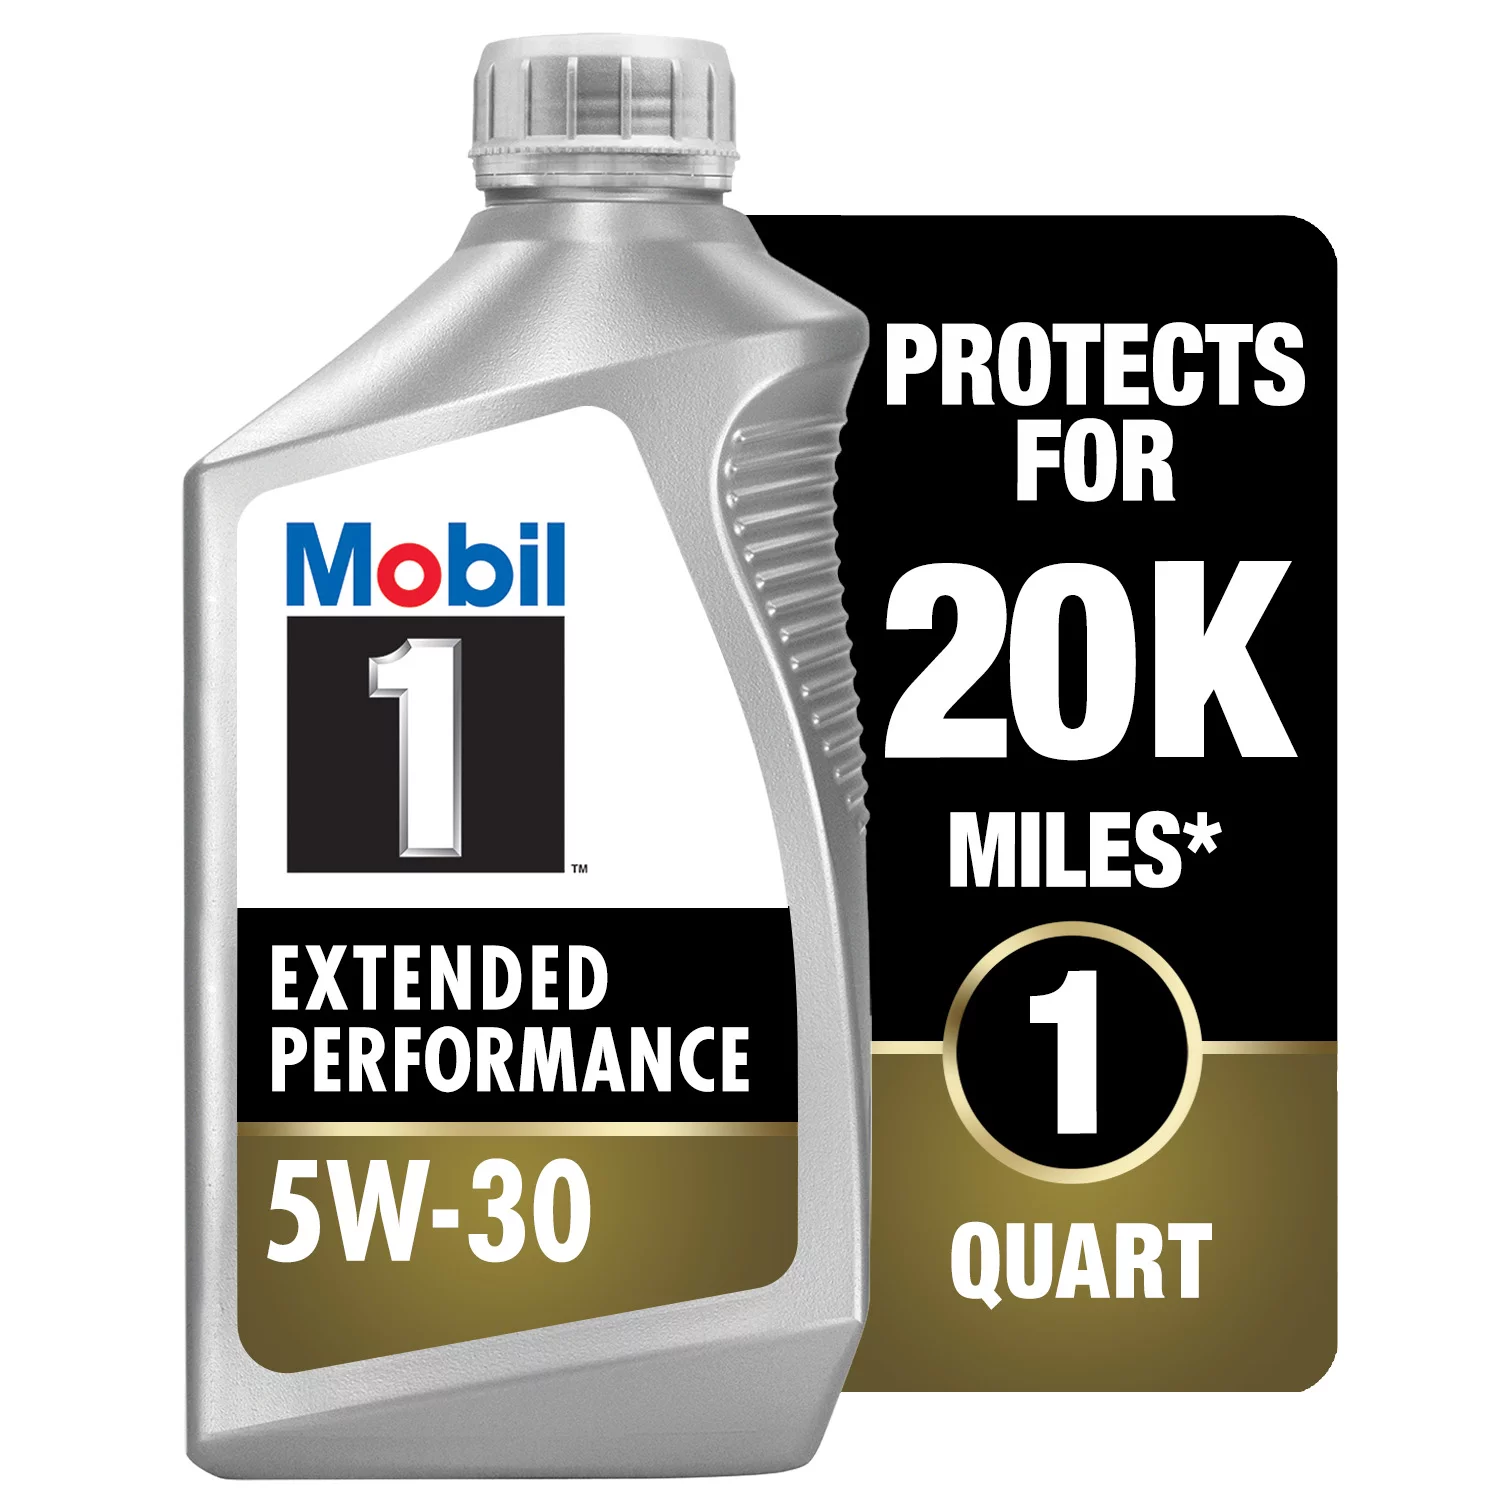 Mobil
1
™
EXTENDED
PERFORMANCE
5W-30
PROTECTS
FOR
20K
MILES*
1
QUART